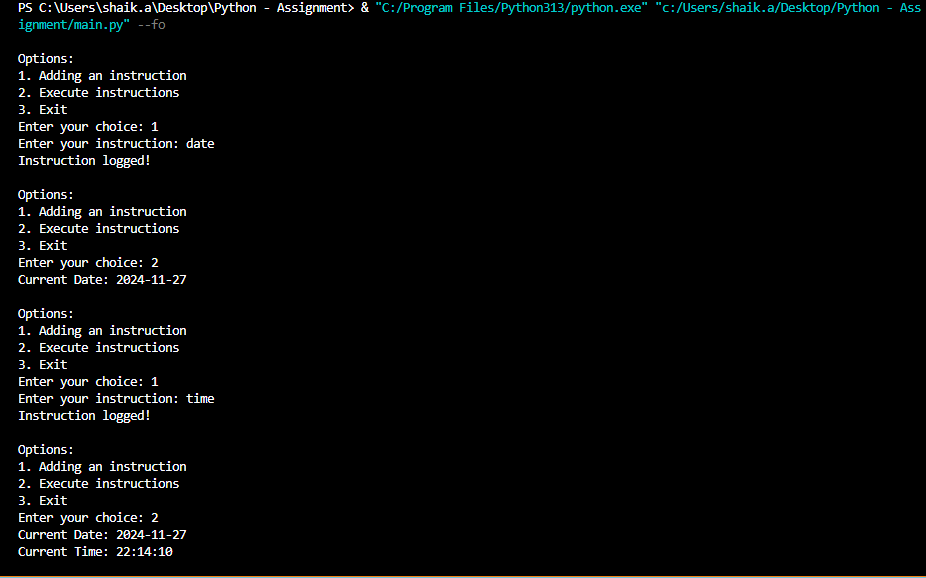 PS C:\Users\shaik.a\Desktop\Python - Assignment> & "C:/Program Files/Python313/python.exe" "c:/Users/shaik.a/Desktop/Python - Ass
ignment/main.py" --fo
Options:
1. Adding an instruction
2. Execute instructions
3. Exit
Enter your choice: 1
Enter your instruction: date
Instruction logged!
Options:
1. Adding an instruction
2. Execute instructions
3. Exit
Enter your choice: 2
Current Date: 2024-11-27
Options:
1. Adding an instruction
2. Execute instructions
3. Exit
Enter your choice: 1
Enter your instruction: time
Instruction logged!
Options:
1. Adding an instruction
2. Execute instructions
3. Exit
Enter your choice: 2
Current Date: 2024-11-27
Current Time: 22:14:10